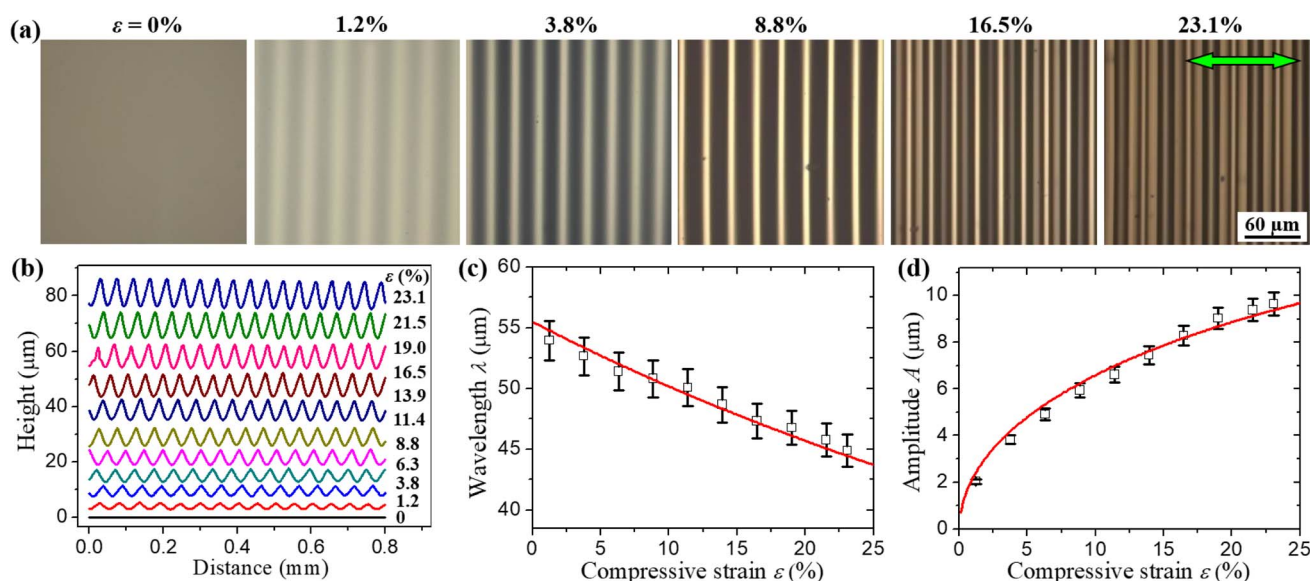 (a) ε = 0% 1.2% 3.8% 8.8% 16.5% 23.1%
60 μm
(b)
80
60
40
20
0
Height (μm)
ε (%)
23.1
21.5
19.0
16.5
13.9
11.4
8.8
6.3
3.8
1.2
0
0.0 0.2 0.4 0.6 0.8
Distance (mm)
(c)
60
55
50
45
40
Wavelength λ (μm)
0 5 10 15 20 25
Compressive strain ε (%)
(d)
10
8
6
4
2
0
Amplitude A (μm)
0 5 10 15 20 25
Compressive strain ε (%)